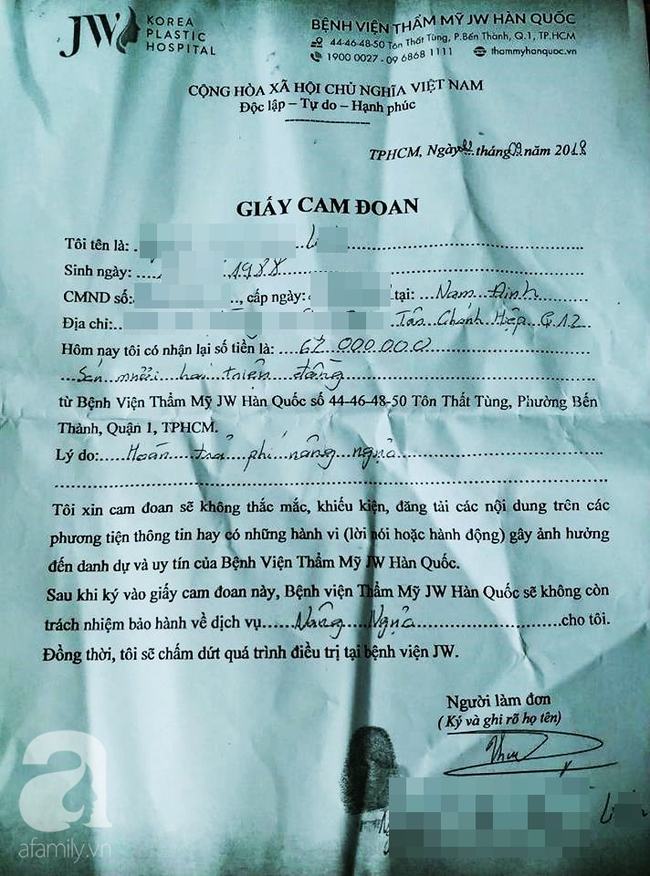 JW KOREA PLASTIC HOSPITAL
BỆNH VIỆN THẨM MỸ JW HÀN QUỐC
44-46-48-50 Tôn Thất Tùng, P.Bến Thành, Q.1, TP.HCM
1900 0027 - 09 6868 1111 thammyhanquoc.vn
CỘNG HÒA XÃ HỘI CHỦ NGHĨA VIỆT NAM
Độc lập – Tự do – Hạnh phúc
TPHCM, Ngày tháng năm 2018
GIẤY CAM ĐOAN
Tôi tên là:
Sinh ngày: 1988
CMND số: , cấp ngày: tại: Nam Định
Địa chỉ: Tân Chánh Hiệp Q12
Hôm nay tôi có nhận lại số tiền là: 62.000.000
Sáu mươi hai triệu đồng
từ Bệnh Viện Thẩm Mỹ JW Hàn Quốc số 44-46-48-50 Tôn Thất Tùng, Phường Bến
Thành, Quận 1, TPHCM.
Lý do: Hoàn trả phí nâng ngực
Tôi xin cam đoan sẽ không thắc mắc, khiếu kiện, đăng tải các nội dung trên các
phương tiện thông tin hay có những hành vi (lời nói hoặc hành động) gây ảnh hưởng
đến danh dự và uy tín của Bệnh Viện Thẩm Mỹ JW Hàn Quốc.
Sau khi ký vào giấy cam đoan này, Bệnh viện Thẩm Mỹ JW Hàn Quốc sẽ không còn
trách nhiệm bảo hành về dịch vụ Nâng Ngực cho tôi.
Đồng thời, tôi sẽ chấm dứt quá trình điều trị tại bệnh viện JW.
Người làm đơn
( Ký và ghi rõ họ tên)
a
afamily.vn